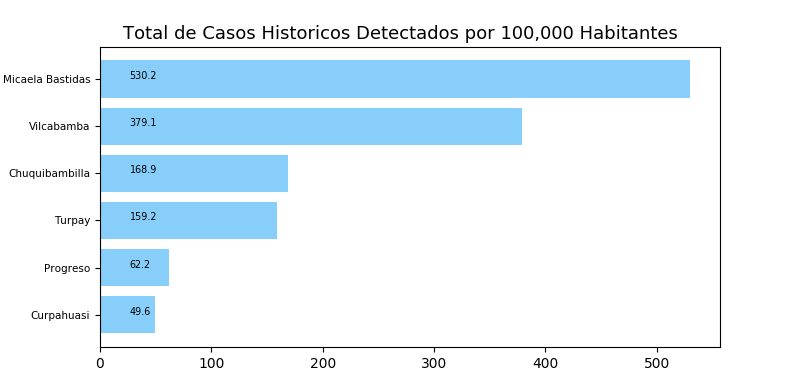 Total de Casos Historicos Detectados por 100,000 Habitantes
Micaela Bastidas 530.2
Vilcabamba 379.1
Chuquibambilla 168.9
Turpay 159.2
Progreso 62.2
Curpahuasi 49.6
0 100 200 300 400 500